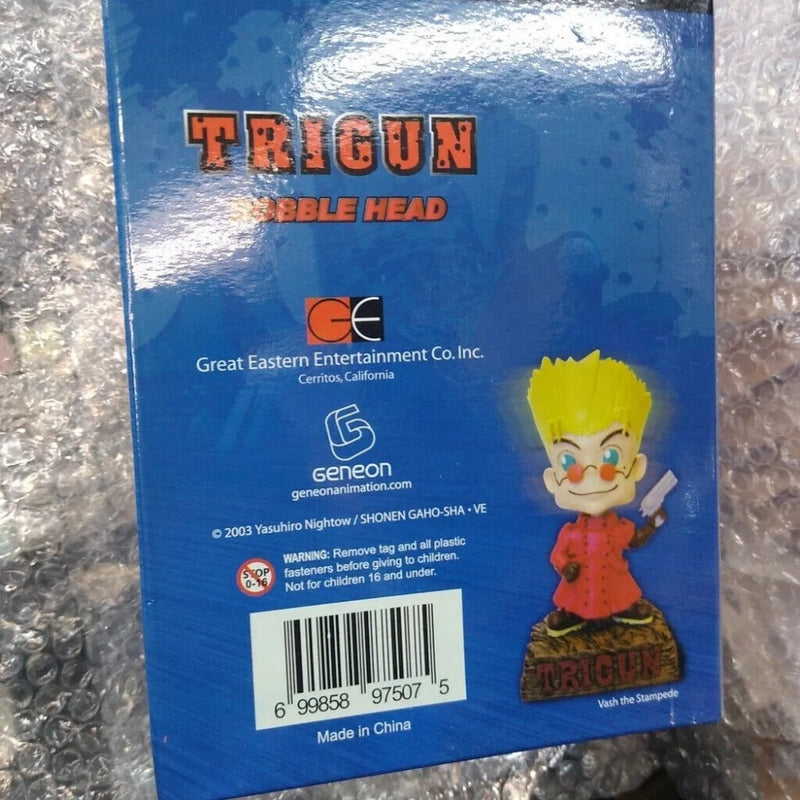 TRIGUN
BOBBLE HEAD
GE
Great Eastern Entertainment Co. Inc.
Cerritos, California
G
GENEON
geneonanimation.com
© 2003 Yasuhiro Nightow / SHONEN GAHO-SHA • VE
STOP
0-16
WARNING: Remove tag and all plastic
fasteners before giving to children.
Not for children 16 and under.
6 99858 97507 5
Made in China
TRIGUN
Vash the Stampede